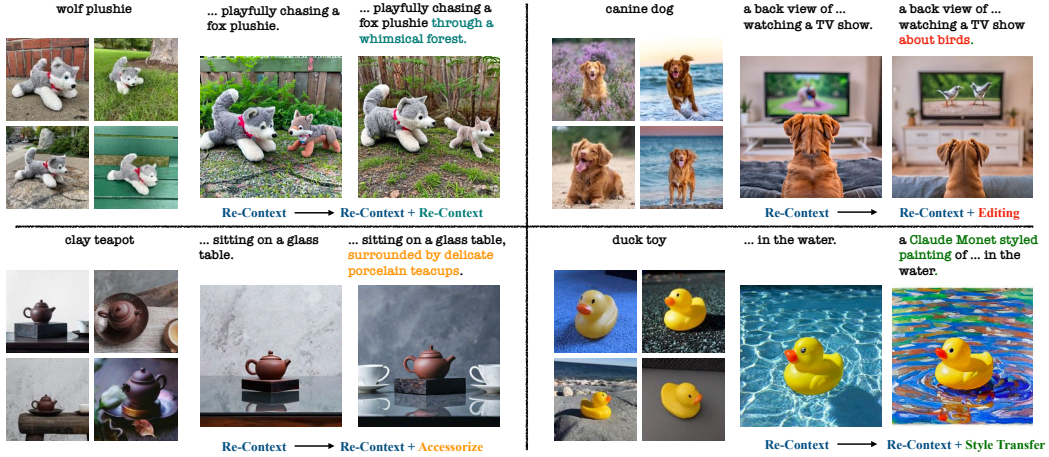 wolf plushie
... playfully chasing a
fox plushie.
... playfully chasing a
fox plushie through a
whimsical forest.
Re-Context
Re-Context + Re-Context
canine dog
a back view of ...
watching a TV show.
a back view of ...
watching a TV show
about birds.
Re-Context
Re-Context + Editing
clay teapot
... sitting on a glass
table.
... sitting on a glass table,
surrounded by delicate
porcelain teacups.
Re-Context
Re-Context + Accessorize
duck toy
... in the water.
a Claude Monet styled
painting of ... in the
water.
Re-Context
Re-Context + Style Transfer